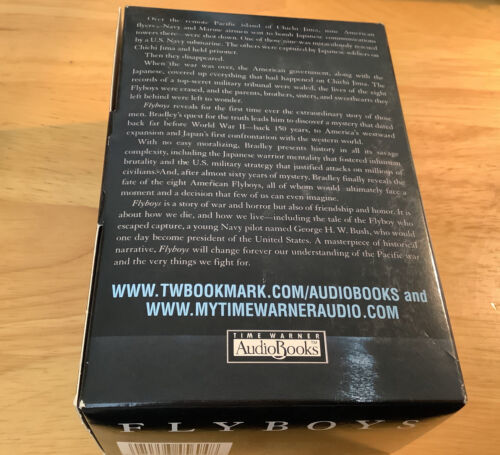 Over the remote Pacific island of Chichi Jima, nine American
flyers—Navy and Marine airmen sent to bomb Japanese communications
towers there—were shot down. One of those nine was miraculously rescued
by a U.S. Navy submarine. The others were captured by Japanese soldiers on
Chichi Jima and held prisoner.
Then they disappeared.
When the war was over, the American government, along with the
Japanese, covered up everything that had happened on Chichi Jima. The
records of a top-secret military tribunal were sealed, the lives of the eight
Flyboys were erased, and the parents, brothers, sisters, and sweethearts they
left behind were left to wonder.
Flyboys reveals for the first time ever the extraordinary story of those
men. Bradley's quest for the truth leads him to discover a mystery that dated
back far before World War II—back 150 years, to America's westward
expansion and Japan's first confrontation with the western world.
With no easy moralizing, Bradley presents history in all its savage
complexity, including the Japanese warrior mentality that fostered inhuman
brutality and the U.S. military strategy that justified attacks on millions of
civilians. And, after almost sixty years of mystery, Bradley finally reveals the
fate of the eight American Flyboys, all of whom would ultimately face a
moment and a decision that few of us can even imagine.
Flyboys is a story of war and horror but also of friendship and honor. It is
about how we die, and how we live—including the tale of the Flyboy who
escaped capture, a young Navy pilot named George H. W. Bush, who would
one day become president of the United States. A masterpiece of historical
narrative, Flyboys will change forever our understanding of the Pacific war
and the very things we fight for.
WWW.TWBOOKMARK.COM/AUDIOBOOKS and
WWW.MYTIMEWARNERAUDIO.COM
TIME WARNER
AudioBooks™
FLYBOYS